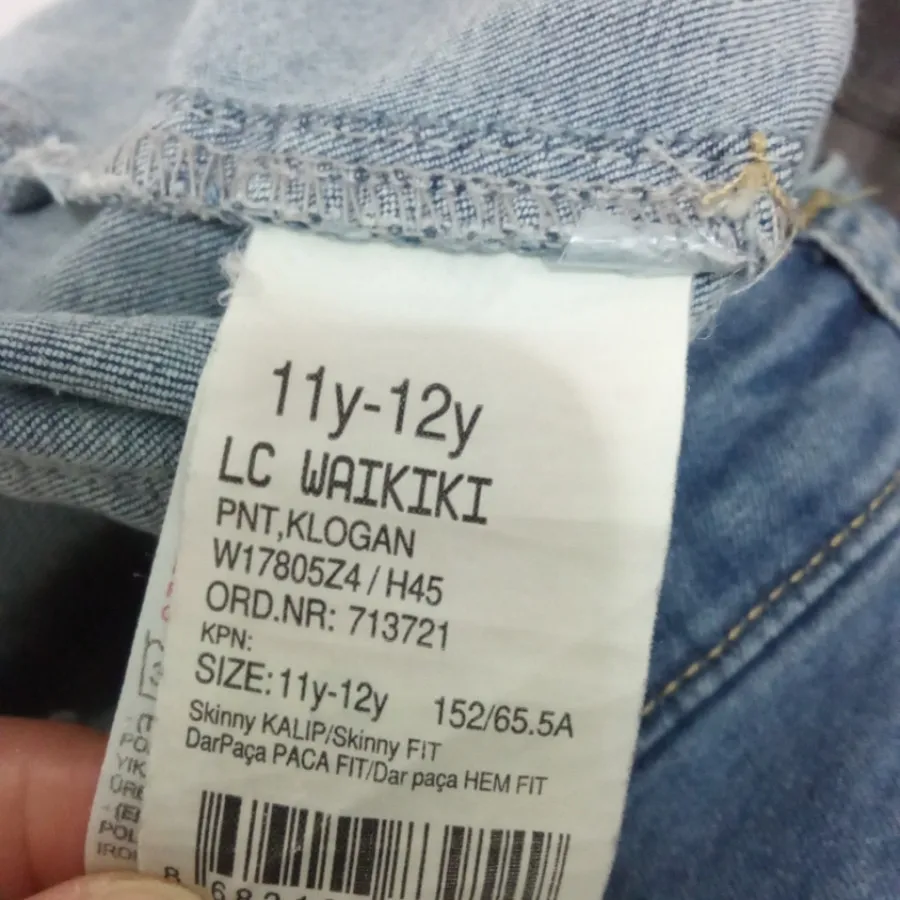 11y-12y
LC WAIKIKI
PNT,KLOGAN
W17805Z4 / H45
ORD.NR: 713721
KPN:
SIZE: 11y-12y 152/65.5A
Skinny KALIP/Skinny FIT
DarPaça PACA FIT/Dar paça HEM FIT